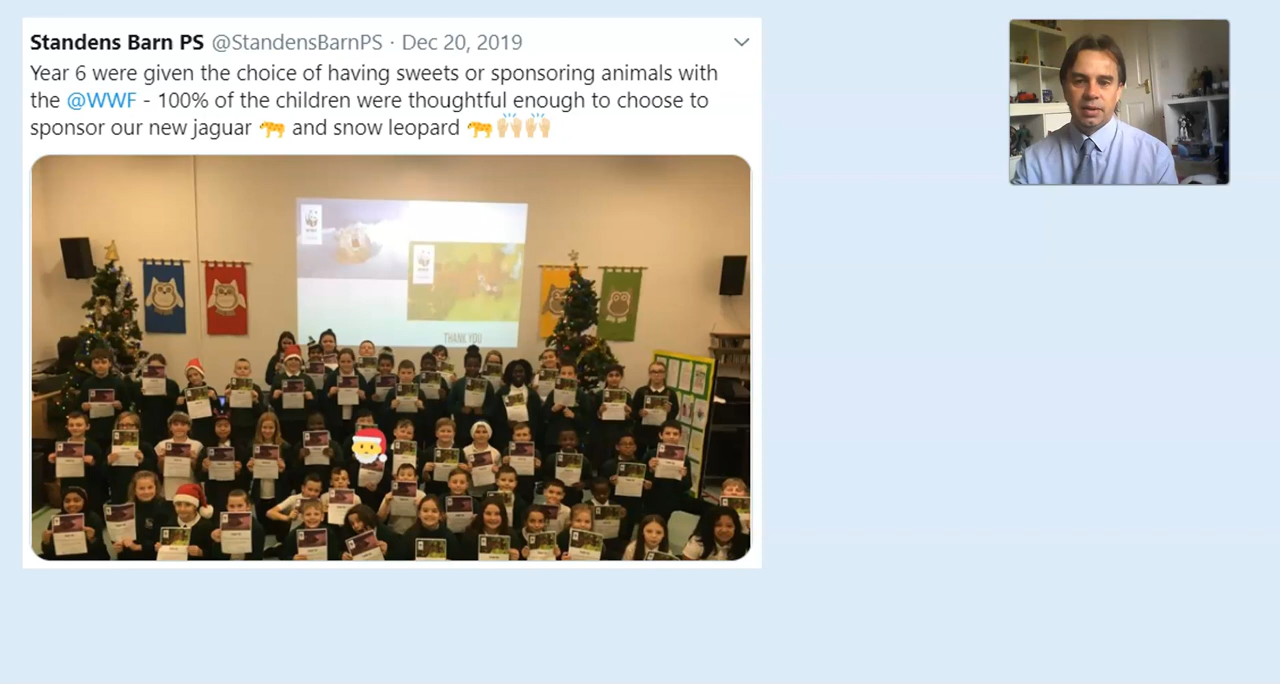 Standens Barn PS @StandensBarnPS · Dec 20, 2019
Year 6 were given the choice of having sweets or sponsoring animals with
the @WWF - 100% of the children were thoughtful enough to choose to
sponsor our new jaguar 🐆 and snow leopard 🐆🙌🏼🙌🏼
WWF
WWF
THANK YOU